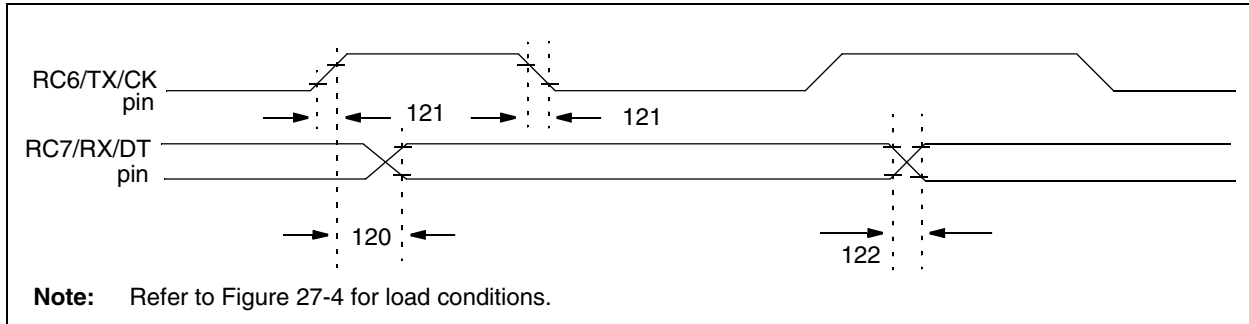 RC6/TX/CK
pin
121
121
RC7/RX/DT
pin
120
122
Note: Refer to Figure 27-4 for load conditions.